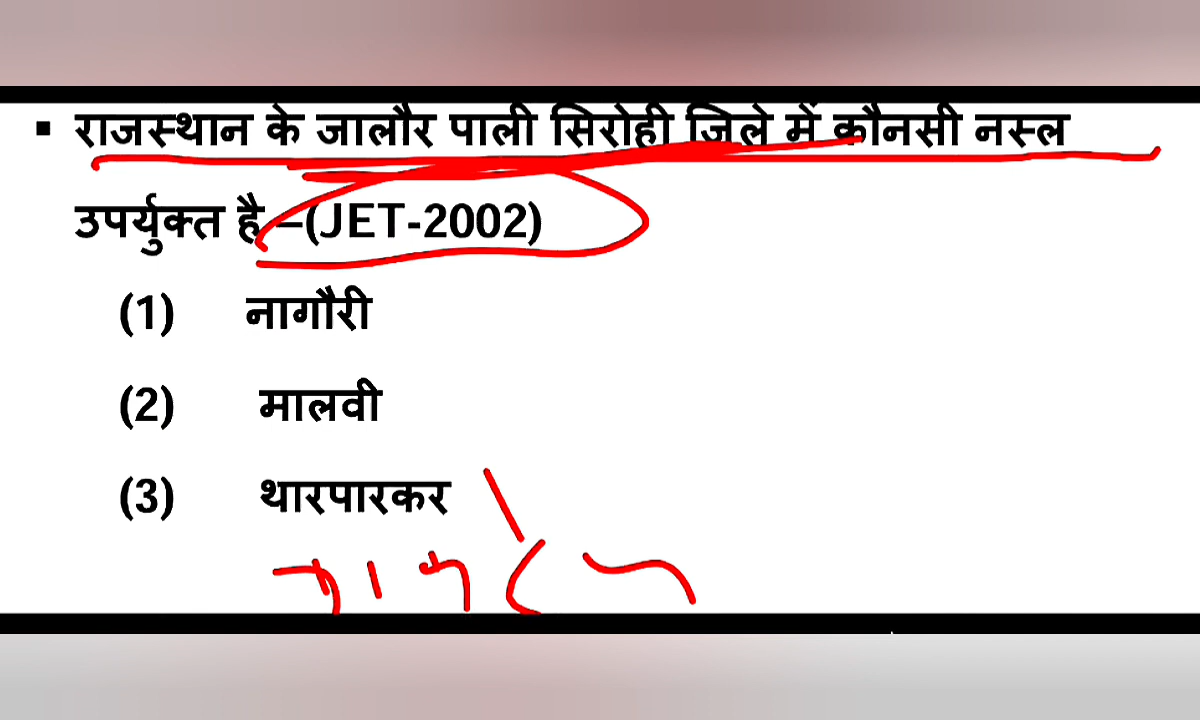 ▪ राजस्थान के जालौर पाली सिरोही जिले में कौनसी नस्ल
उपर्युक्त है –(JET-2002)
(1) नागौरी
(2) मालवी
(3) थारपारकर